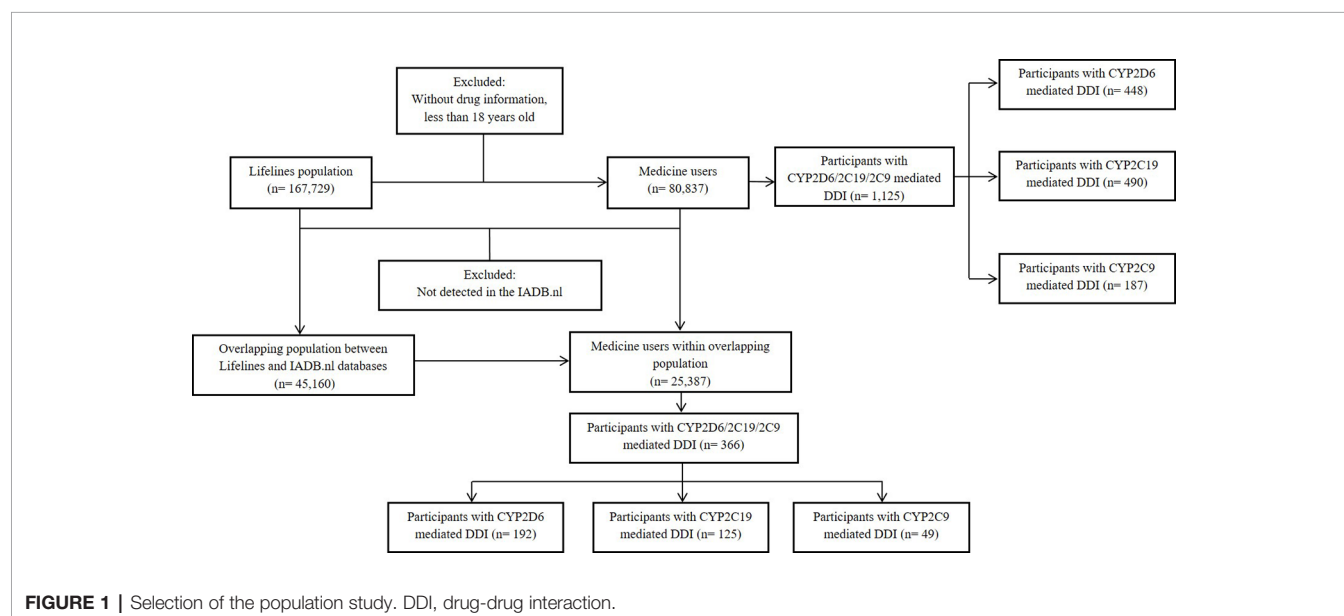 Excluded:
Without drug information,
less than 18 years old
Participants with CYP2D6
mediated DDI (n= 448)
Lifelines population
(n= 167,729)
Medicine users
(n= 80,837)
Participants with
CYP2D6/2C19/2C9 mediated
DDI (n= 1,125)
Participants with CYP2C19
mediated DDI (n= 490)
Participants with CYP2C9
mediated DDI (n= 187)
Excluded:
Not detected in the IADB.nl
Overlapping population between
Lifelines and IADB.nl databases
(n= 45,160)
Medicine users within overlapping
population
(n= 25,387)
Participants with CYP2D6/2C19/2C9
mediated DDI (n= 366)
Participants with CYP2D6
mediated DDI (n= 192)
Participants with CYP2C19
mediated DDI (n= 125)
Participants with CYP2C9
mediated DDI (n= 49)
FIGURE 1 | Selection of the population study. DDI, drug-drug interaction.